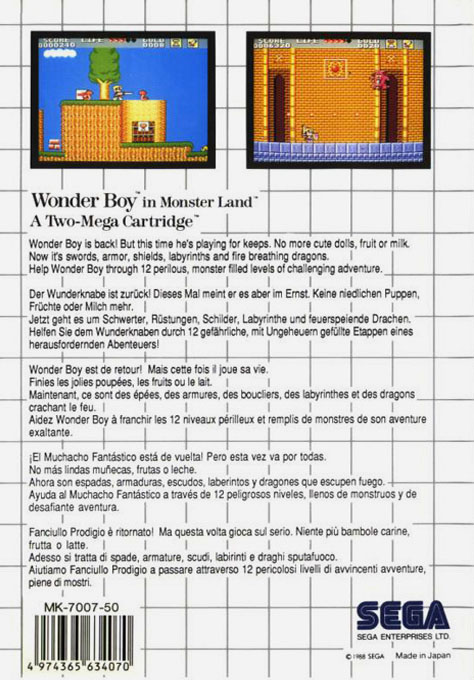 SCORE LIFE GOLD
0000240
SCORE LIFE GOLD
Wonder Boy™ in Monster Land™
A Two-Mega Cartridge™
Wonder Boy is back! But this time he's playing for keeps. No more cute dolls, fruit or milk.
Now it's swords, armor, shields, labyrinths and fire breathing dragons.
Help Wonder Boy through 12 perilous, monster filled levels of challenging adventure.
Der Wunderknabe ist zurück! Dieses Mal meint er es aber im Ernst. Keine niedlichen Puppen,
Früchte oder Milch mehr.
Jetzt geht es um Schwerter, Rüstungen, Schilder, Labyrinthe und feuerspeiende Drachen.
Helfen Sie dem Wunderknaben durch 12 gefährliche, mit Ungeheuern gefüllte Etappen eines
herausfordernden Abenteuers!
Wonder Boy est de retour! Mais cette fois il joue sa vie.
Finies les jolies poupées, les fruits ou le lait.
Maintenant, ce sont des épées, des armures, des boucliers, des labyrinthes et des dragons
crachant le feu.
Aidez Wonder Boy à franchir les 12 niveaux périlleux et remplis de monstres de son aventure
exaltante.
¡El Muchacho Fantástico está de vuelta! Pero esta vez va por todas.
No más lindas muñecas, frutas o leche.
Ahora son espadas, armaduras, escudos, laberintos y dragones que escupen fuego.
Ayuda al Muchacho Fantástico a través de 12 peligrosos niveles, llenos de monstruos y de
desafiante aventura.
Fanciullo Prodigio è ritornato! Ma questa volta gioca sul serio. Niente più bambole carine,
frutta o latte.
Adesso si tratta di spade, armature, scudi, labirinti e draghi sputafuoco.
Aiutiamo Fanciullo Prodigio a passare attraverso 12 pericolosi livelli di avvincenti avventure,
piene di mostri.
MK-7007-50
4 974365 634070
SEGA
SEGA ENTERPRISES LTD.
© 1988 SEGA Made in Japan